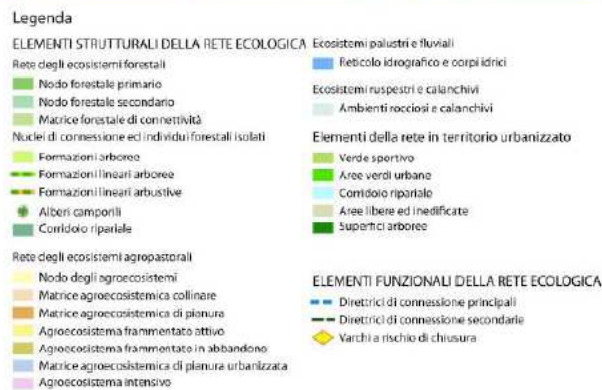 Legenda
ELEMENTI STRUTTURALI DELLA RETE ECOLOGICA
Rete degli ecosistemi forestali
Nodo forestale primario
Nodo forestale secondario
Matrice forestale di connettività
Nuclei di connessione ed individui forestali isolati
Formazioni arboree
Formazioni lineari arboree
Formazioni lineari arbustive
Alberi camporili
Corridoio ripariale
Rete degli ecosistemi agropastorali
Nodo degli agroecosistemi
Matrice agroecosistemica collinare
Matrice agroecosistemica di pianura
Agroecosistema frammentato attivo
Agroecosistema frammentato in abbandono
Matrice agroecosistemica di pianura urbanizzata
Agroecosistema intensivo
Ecosistemi palustri e fluviali
Reticolo idrografico e corpi idrici
Ecosistemi ruspestri e calanchivi
Ambienti rocciosi e calanchivi
Elementi della rete in territorio urbanizzato
Verde sportivo
Aree verdi urbane
Corridoio ripariale
Aree libere ed inedificate
Superfici arboree
ELEMENTI FUNZIONALI DELLA RETE ECOLOGICA
Direttrici di connessione principali
Direttrici di connessione secondarie
Varchi a rischio di chiusura